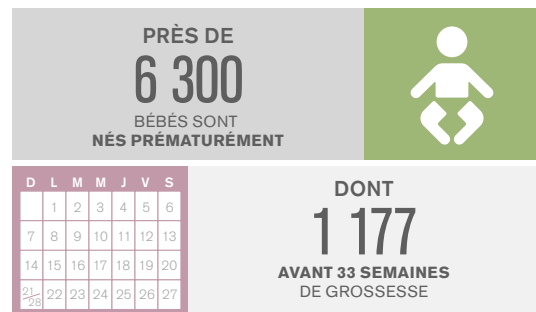 PRÈS DE
6 300
BÉBÉS SONT
NÉS PRÉMATURÉMENT
D L M M J V S
1 2 3 4 5 6
7 8 9 10 11 12 13
14 15 16 17 18 19 20
21/28 22 23 24 25 26 27
DONT
1 177
AVANT 33 SEMAINES
DE GROSSESSE